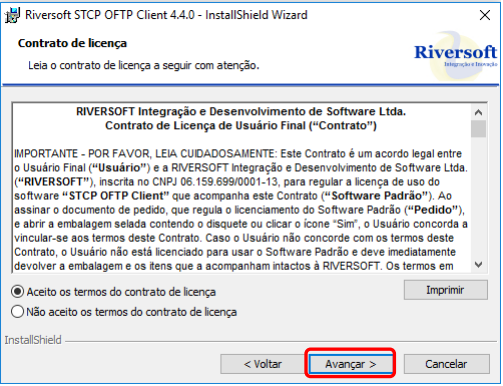 Riversoft STCP OFTP Client 4.4.0 - InstallShield Wizard
Contrato de licença
Leia o contrato de licença a seguir com atenção.
Riversoft
Integração e Inovação
RIVERSOFT Integração e Desenvolvimento de Software Ltda.
Contrato de Licença de Usuário Final (“Contrato”)
IMPORTANTE - POR FAVOR, LEIA CUIDADOSAMENTE: Este Contrato é um acordo legal entre
o Usuário Final (“Usuário”) e a RIVERSOFT Integração e Desenvolvimento de Software Ltda.
(“RIVERSOFT”), inscrita no CNPJ 06.159.699/0001-13, para regular a licença de uso do
software “STCP OFTP Client” que acompanha este Contrato (“Software Padrão”). Ao
assinar o documento de pedido, que regula o licenciamento do Software Padrão (“Pedido”),
e abrir a embalagem selada contendo o disquete ou clicar o ícone “Sim”, o Usuário concorda a
vincular-se aos termos deste Contrato. Caso o Usuário não concorde com os termos deste
Contrato, o Usuário não está licenciado para usar o Software Padrão e deve imediatamente
devolver a embalagem e os itens que a acompanham intactos à RIVERSOFT. Os termos em
Aceito os termos do contrato de licença
Imprimir
Não aceito os termos do contrato de licença
InstallShield
< Voltar
Avançar >
Cancelar